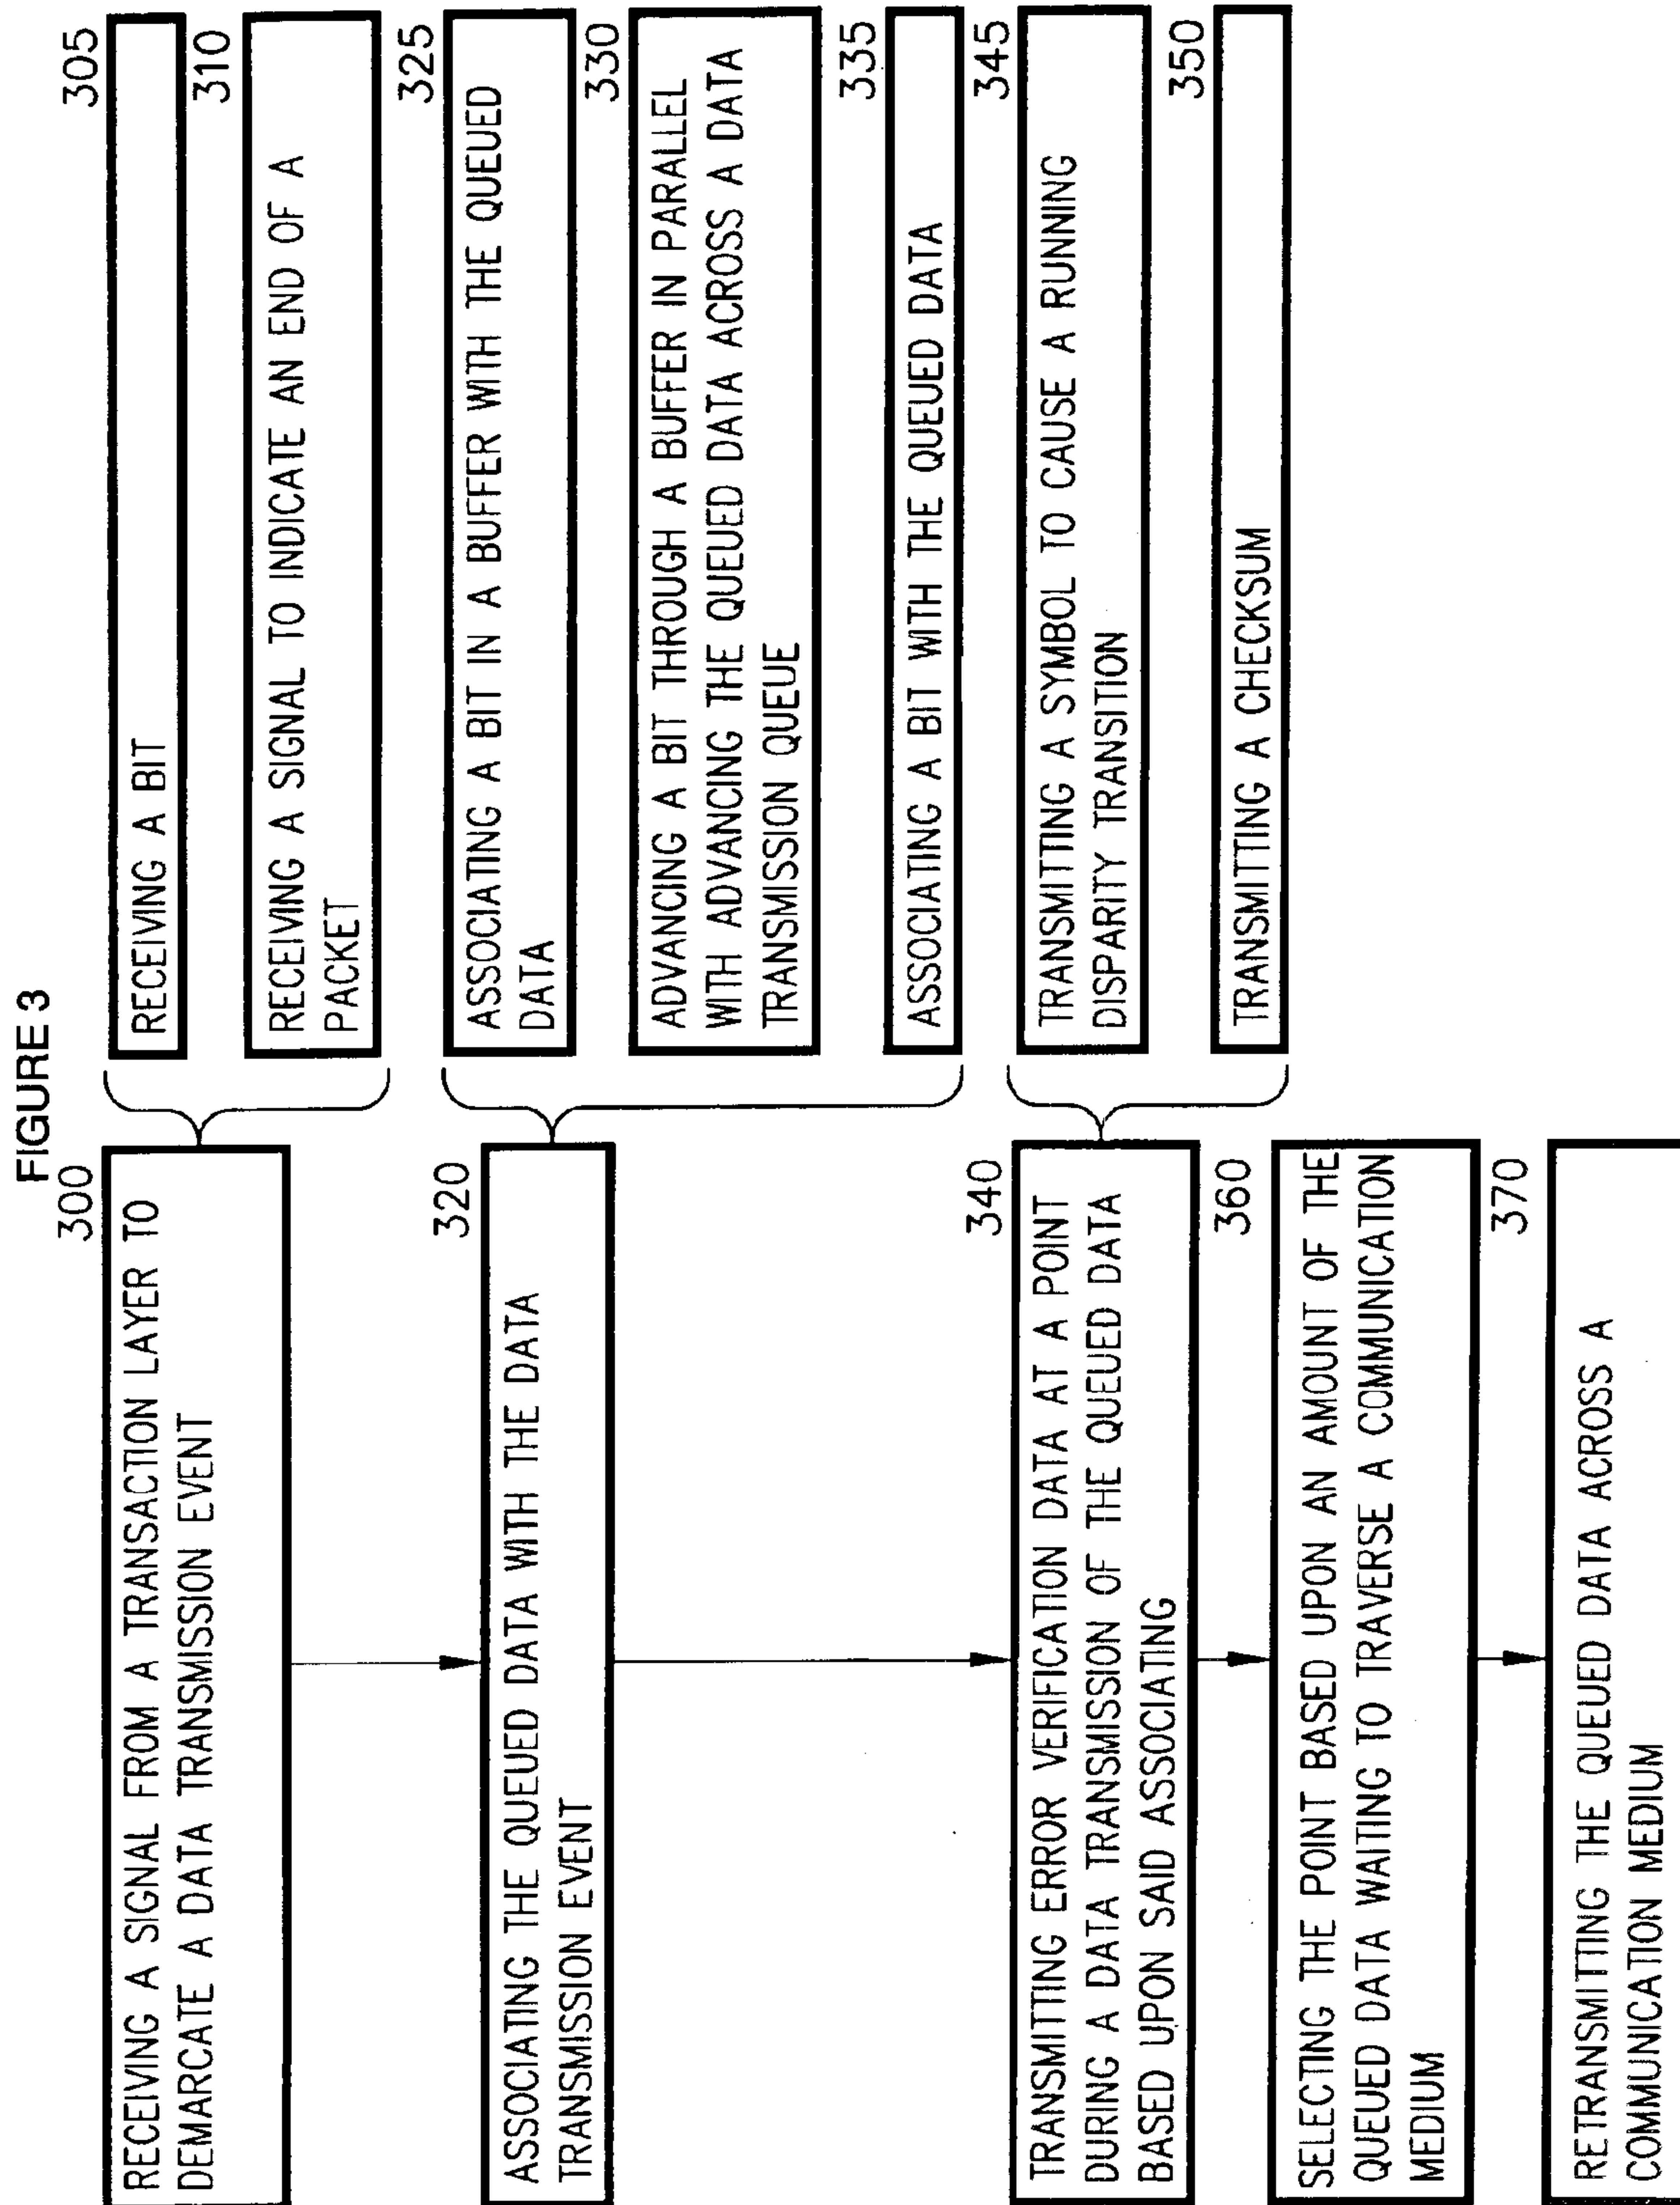 FIGURE 3
300
RECEIVING A SIGNAL FROM A TRANSACTION LAYER TO
DEMARCATE A DATA TRANSMISSION EVENT
305
RECEIVING A BIT
310
RECEIVING A SIGNAL TO INDICATE AN END OF A
PACKET
320
ASSOCIATING THE QUEUED DATA WITH THE DATA
TRANSMISSION EVENT
325
ASSOCIATING A BIT IN A BUFFER WITH THE QUEUED
DATA
330
ADVANCING A BIT THROUGH A BUFFER IN PARALLEL
WITH ADVANCING THE QUEUED DATA ACROSS A DATA
TRANSMISSION QUEUE
335
ASSOCIATING A BIT WITH THE QUEUED DATA
340
TRANSMITTING ERROR VERIFICATION DATA AT A POINT
DURING A DATA TRANSMISSION OF THE QUEUED DATA
BASED UPON SAID ASSOCIATING
345
TRANSMITTING A SYMBOL TO CAUSE A RUNNING
DISPARITY TRANSITION
350
TRANSMITTING A CHECKSUM
360
SELECTING THE POINT BASED UPON AN AMOUNT OF THE
QUEUED DATA WAITING TO TRAVERSE A COMMUNICATION
MEDIUM
370
RETRANSMITTING THE QUEUED DATA ACROSS A
COMMUNICATION MEDIUM